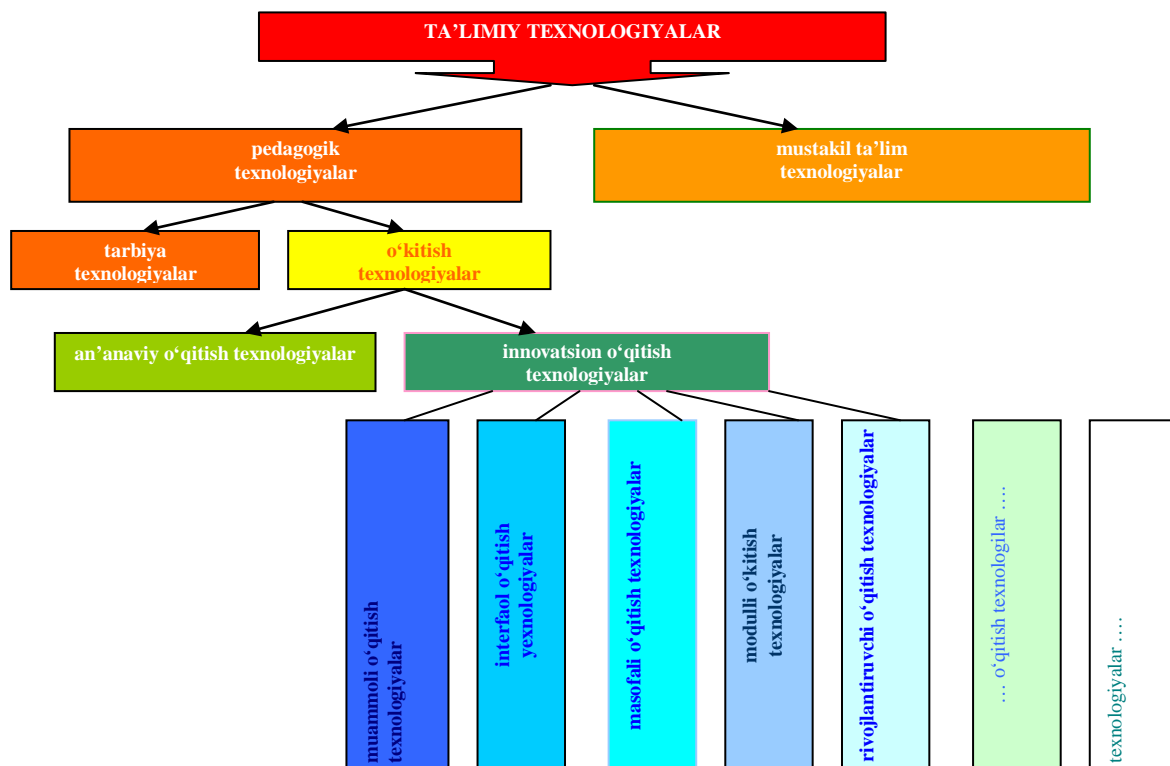 TA’LIMIY TEXNOLOGIYALAR
pedagogik
texnologiyalar
mustakil ta’lim
texnologiyalar
tarbiya
texnologiyalar
o‘kitish
texnologiyalar
an’anaviy o‘qitish texnologiyalar
innovatsion o‘qitish
texnologiyalar
muammoli o‘qitish
texnologiyalar
interfaol o‘qitish
yexnologiyalar
masofali o‘qitish texnologiyalar
modulli o‘kitish
texnologiyalar
rivojlantiruvchi o‘qitish texnologiyalar
… o‘qitish texnologilar ….
texnologiyalar ….